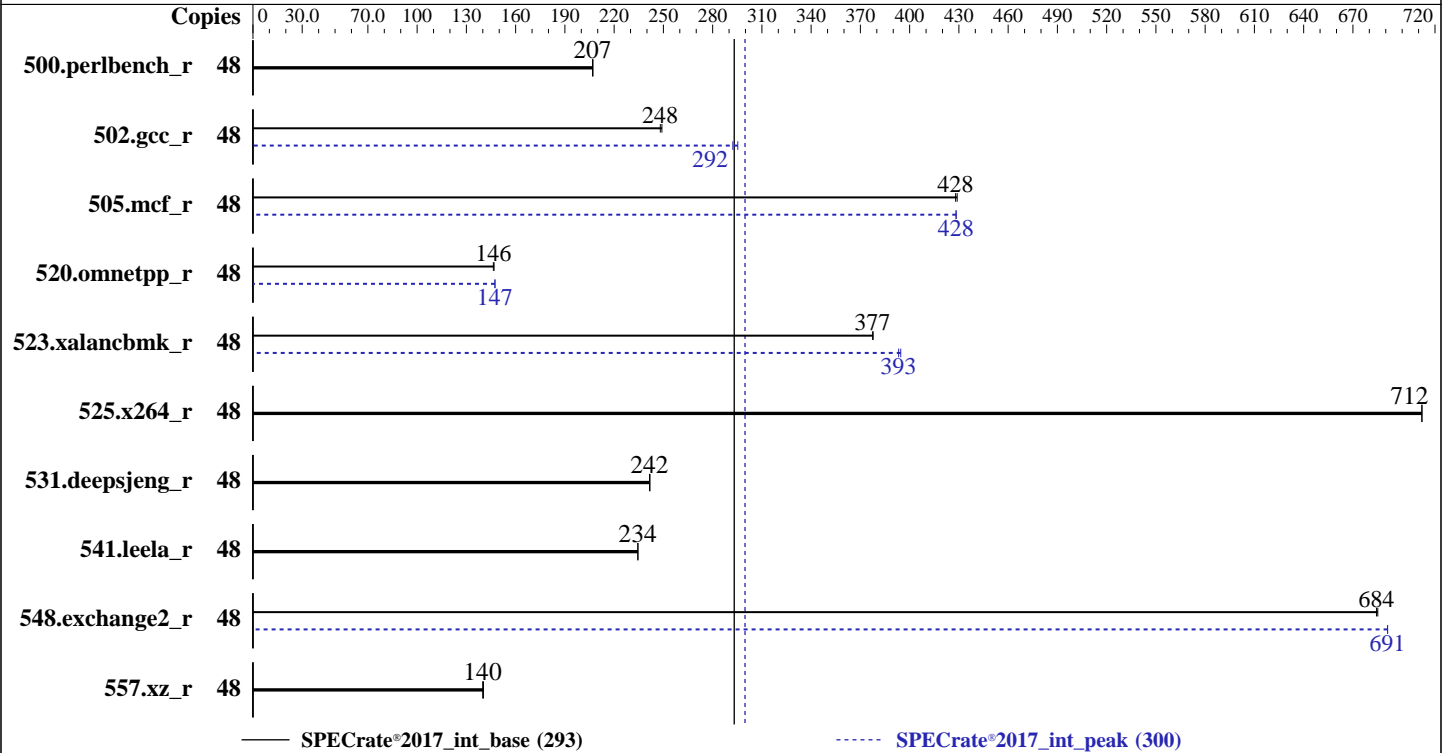 Copies 0 30.0 70.0 100 130 160 190 220 250 280 310 340 370 400 430 460 490 520 550 580 610 640 670 720
207
500.perlbench_r 48
248
502.gcc_r 48
292
428
505.mcf_r 48
428
146
520.omnetpp_r 48
147
377
523.xalancbmk_r 48
393
712
525.x264_r 48
242
531.deepsjeng_r 48
234
541.leela_r 48
684
548.exchange2_r 48
691
140
557.xz_r 48
SPECrate®2017_int_base (293) SPECrate®2017_int_peak (300)